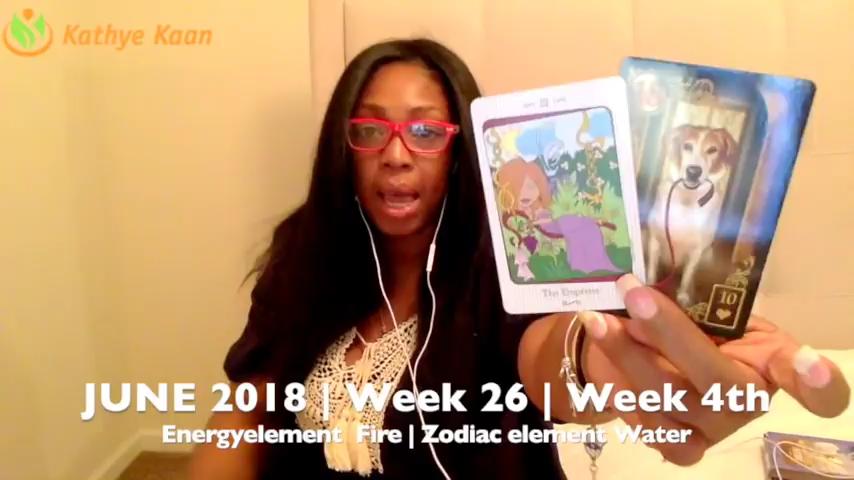 Kathye Kaan
The Empress
10
JUNE 2018 | Week 26 | Week 4th
Energyelement Fire | Zodiac element Water